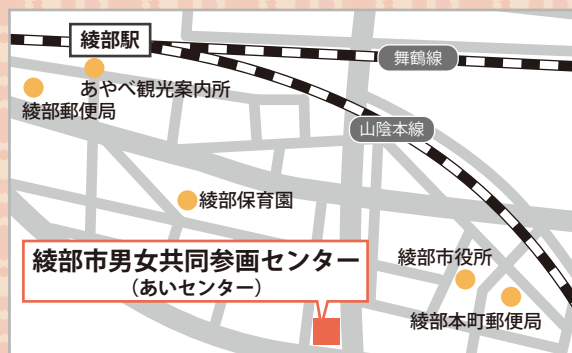 綾部駅
舞鶴線
あやべ観光案内所
綾部郵便局
山陰本線
綾部保育園
綾部市男女共同参画センター
（あいセンター）
綾部市役所
綾部本町郵便局